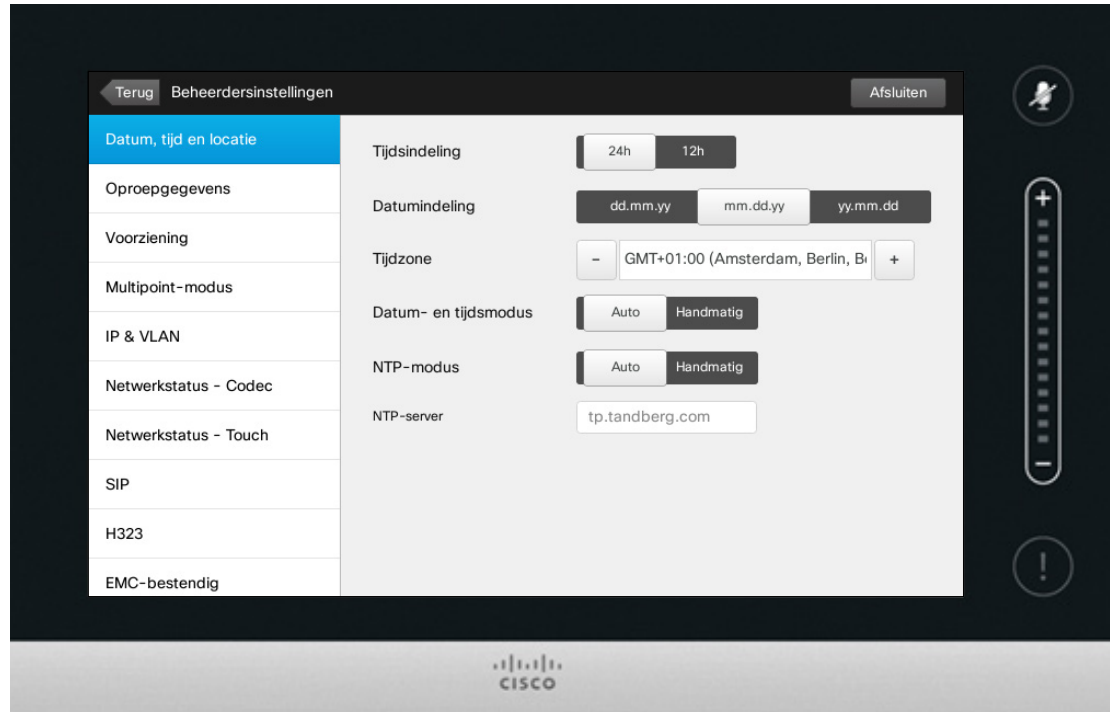 Terug Beheerdersinstellingen Afsluiten
Datum, tijd en locatie
Oproepgegevens
Voorziening
Multipoint-modus
IP & VLAN
Netwerkstatus - Codec
Netwerkstatus - Touch
SIP
H323
EMC-bestendig
Tijdsindeling 24h 12h
Datumindeling dd.mm.yy mm.dd.yy yy.mm.dd
Tijdzone - GMT+01:00 (Amsterdam, Berlin, +
Datum- en tijdsmodus Auto Handmatig
NTP-modus Auto Handmatig
NTP-server tp.tandberg.com
+
-
!
CISCO